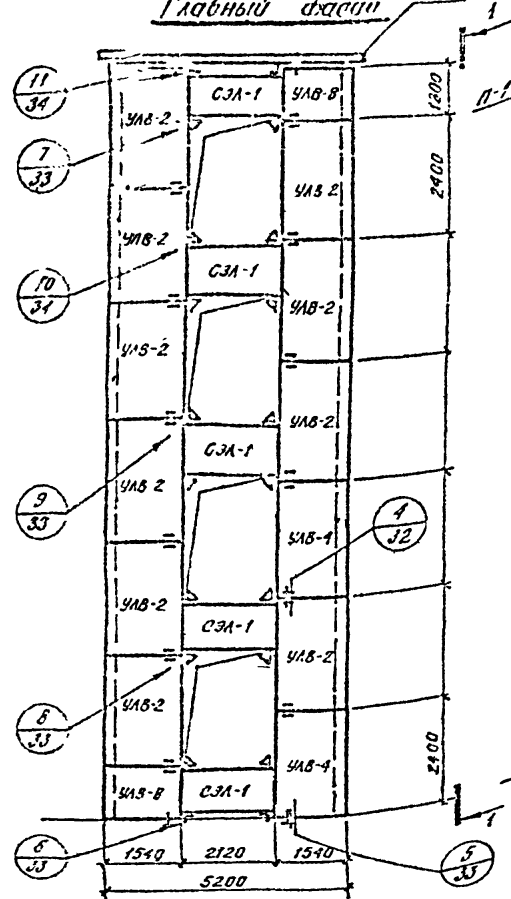 Главный фасад
1
11
34
СЭЛ-1
УЛВ-8
1200
П-1
УЛВ-2
7
33
2400
УЛВ-2
УЛВ-2
10
34
СЭЛ-1
УЛВ-2
УЛВ-2
УЛВ-2
СЭЛ-1
9
33
УЛВ-2
4
32
УЛВ-4
УЛВ-2
СЭЛ-1
УЛВ-2
8
33
УЛВ-2
2400
УЛВ-4
УЛВ-8
СЭЛ-1
1
6
33
5
33
1540
2120
1540
5200